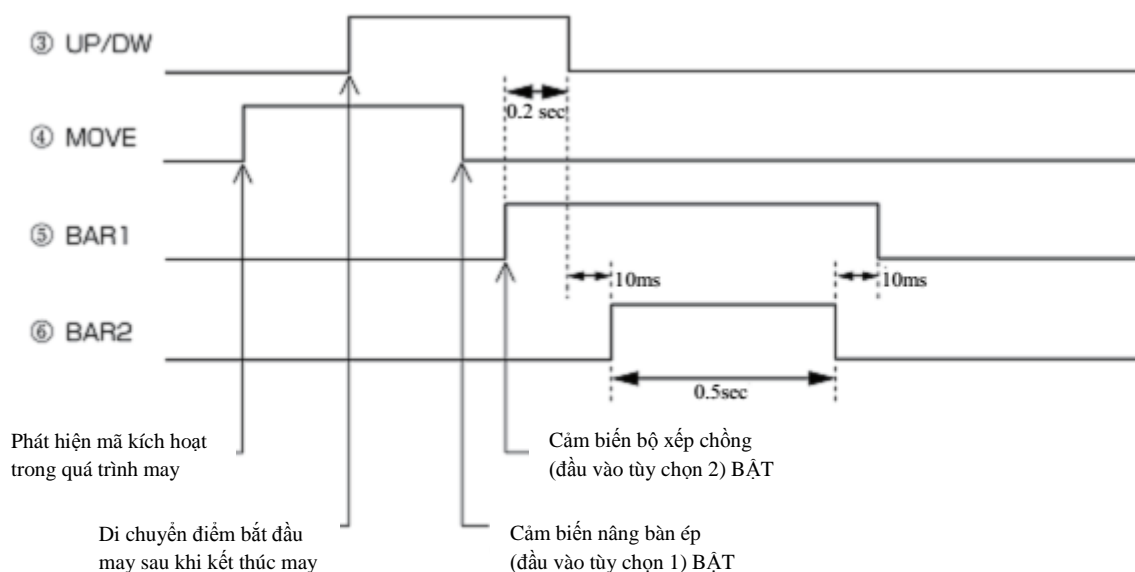 ③ UP/DW
0.2 sec
④ MOVE
⑤ BAR1
10ms
10ms
⑥ BAR2
0.5sec
Phát hiện mã kích hoạt
trong quá trình may
Cảm biến bộ xếp chồng
(đầu vào tùy chọn 2) BẬT
Di chuyển điểm bắt đầu
may sau khi kết thúc may
Cảm biến nâng bàn ép
(đầu vào tùy chọn 1) BẬT